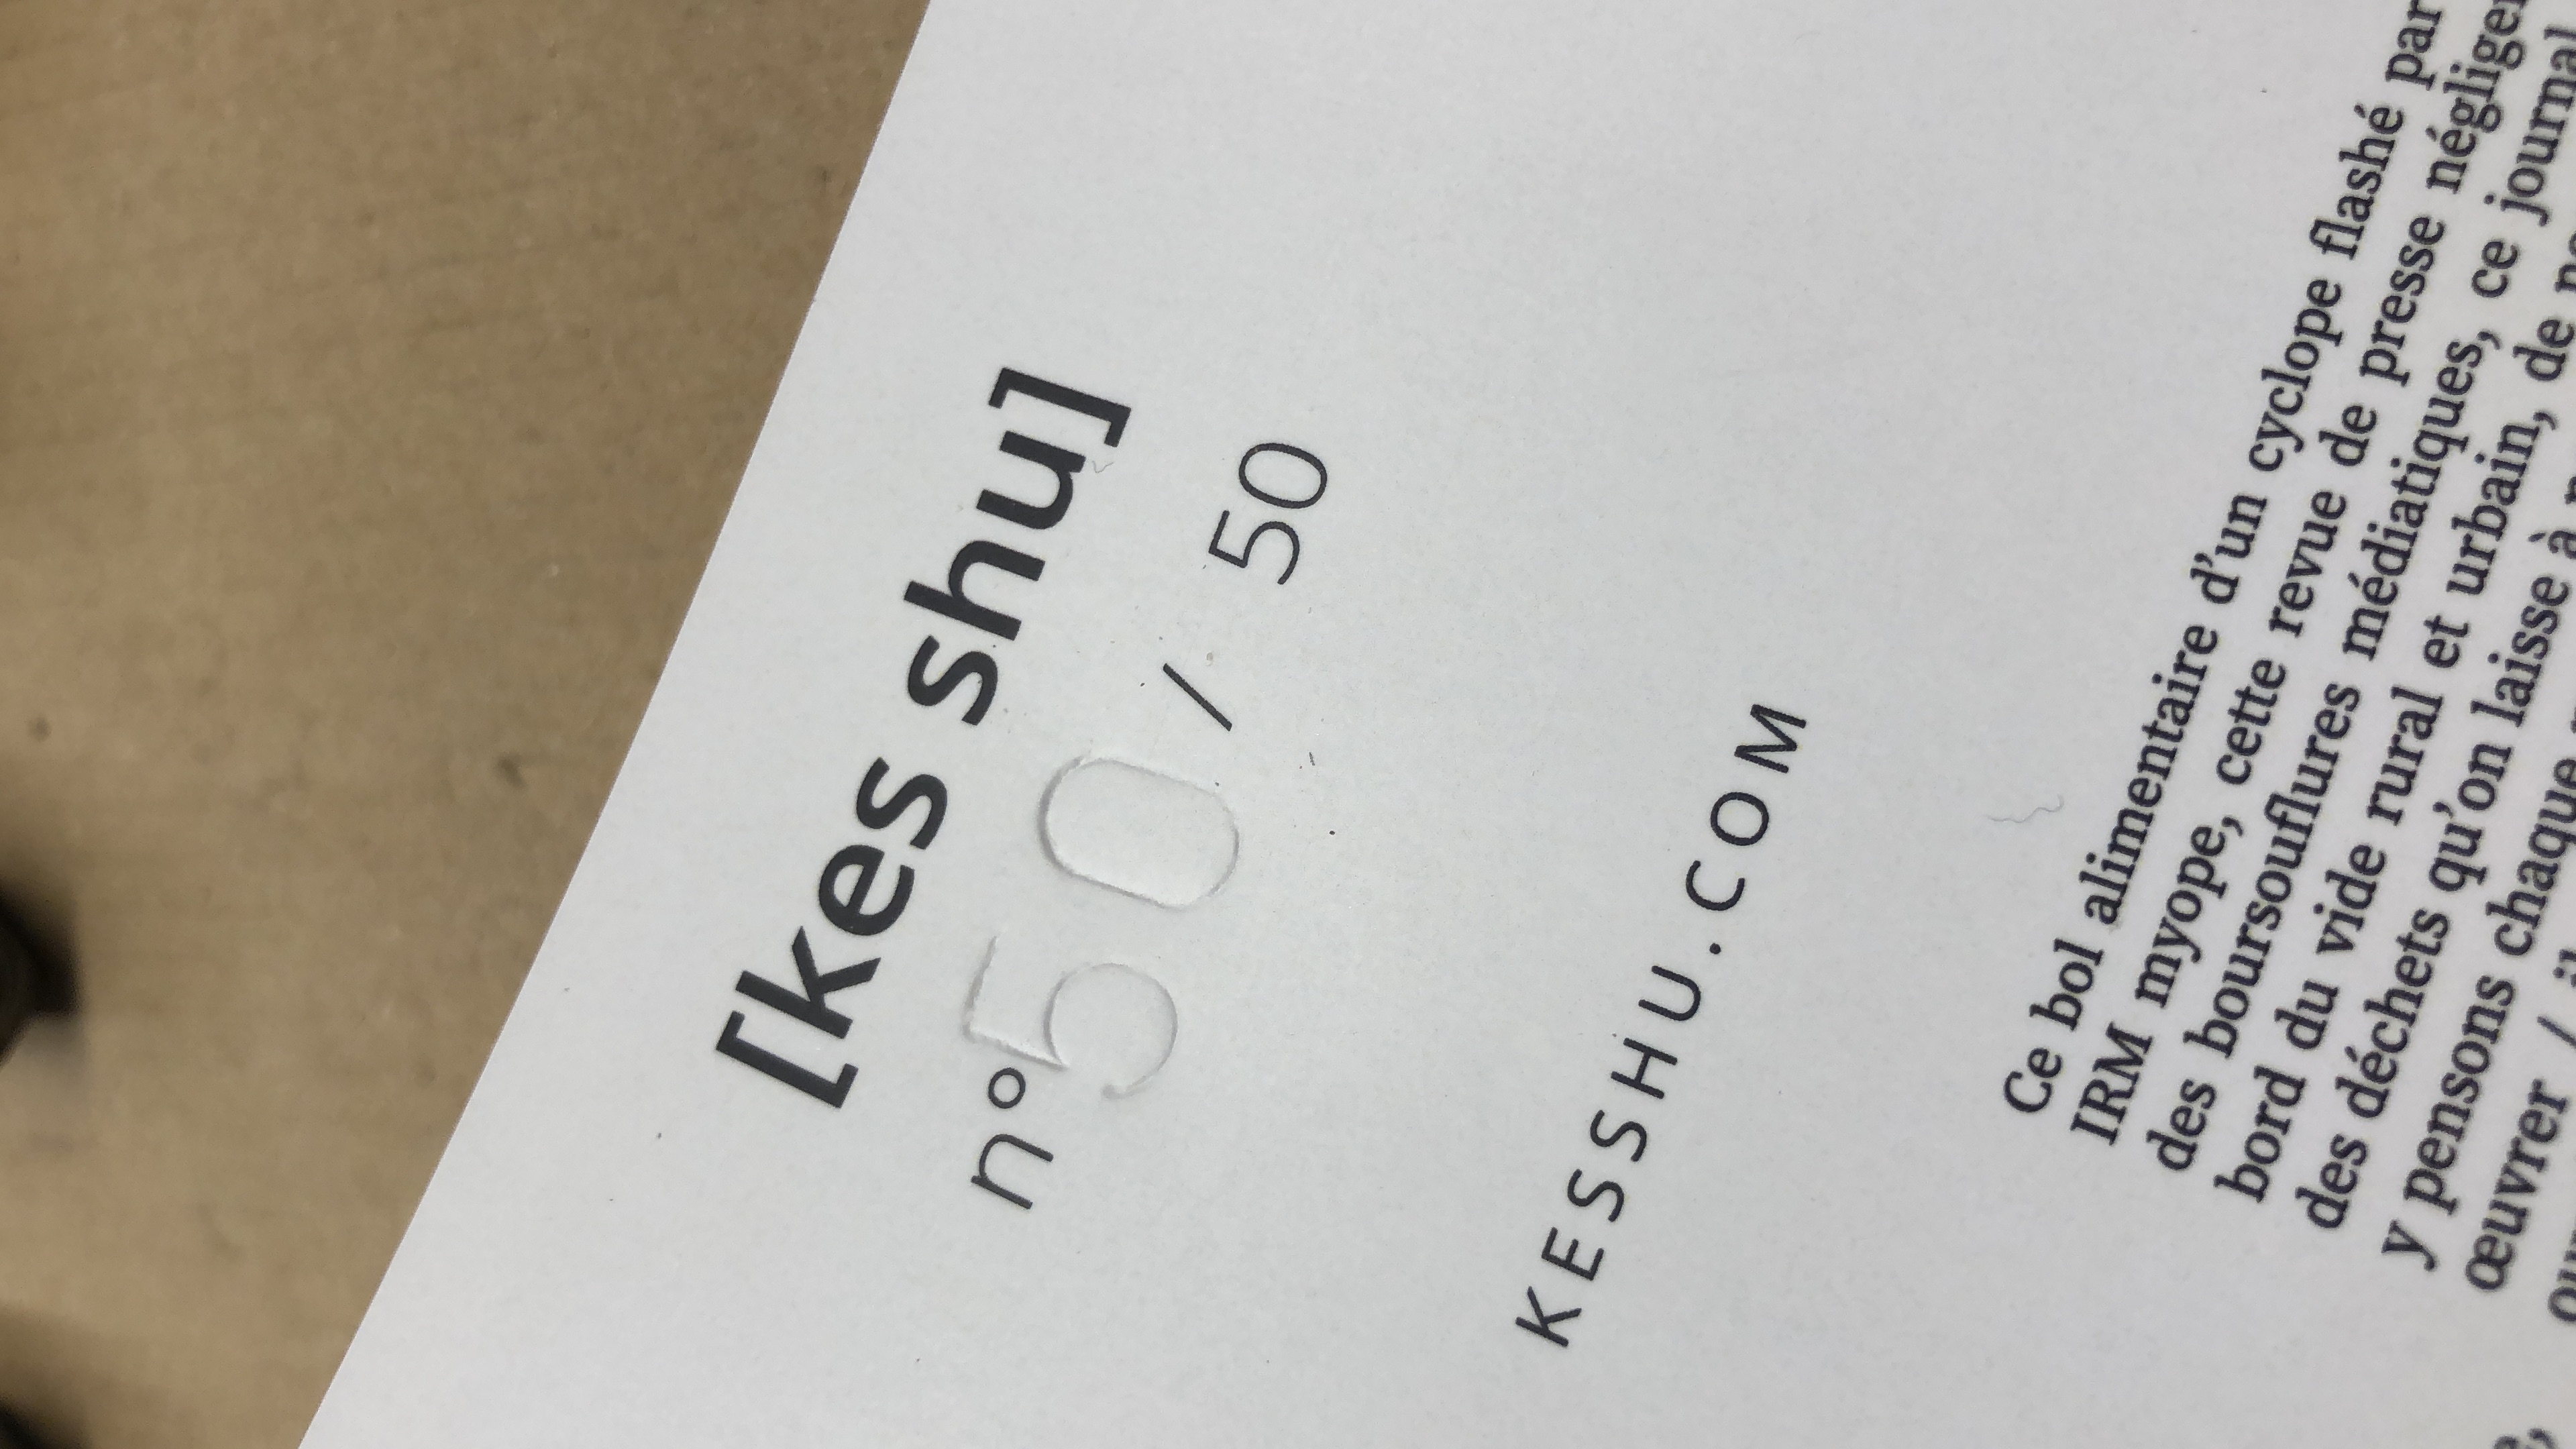 [kes shu]
n° 50 / 50
KESSHU.COM
Ce bol alimentaire d'un cyclope flashé par
IRM myope, cette revue de presse
des boursouflures médiatiques, ce journal
bord du vide rural et urbain, de
des déchets qu'on laisse à
y pensons chaque
œuvrer /